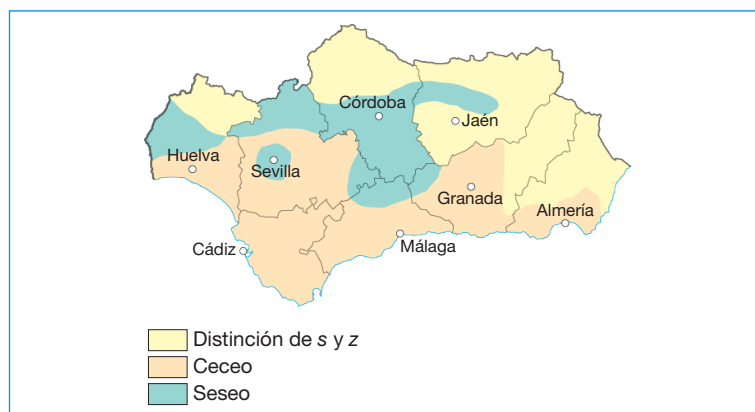 Córdoba
Jaén
Huelva
Sevilla
Granada
Almería
Cádiz
Málaga
Distinción de s y z
Ceceo
Seseo